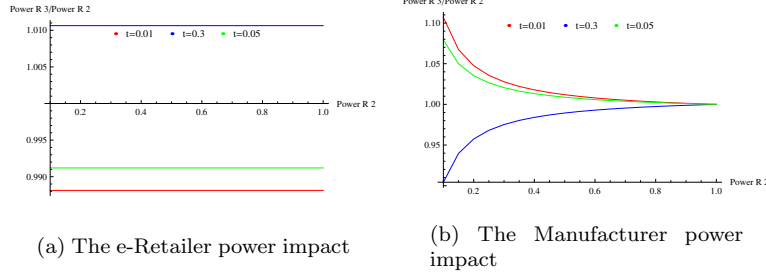 Power R 3/Power R 2
1.010
t=0.01 t=0.3 t=0.05
1.005
Power R 2
0.2 0.4 0.6 0.8 1.0
0.995
0.990
(a) The e-Retailer power impact
Power R 3/Power R 2
1.10
t=0.01 t=0.3 t=0.05
1.05
1.00
0.95
Power R 2
0.2 0.4 0.6 0.8 1.0
(b) The Manufacturer power
impact